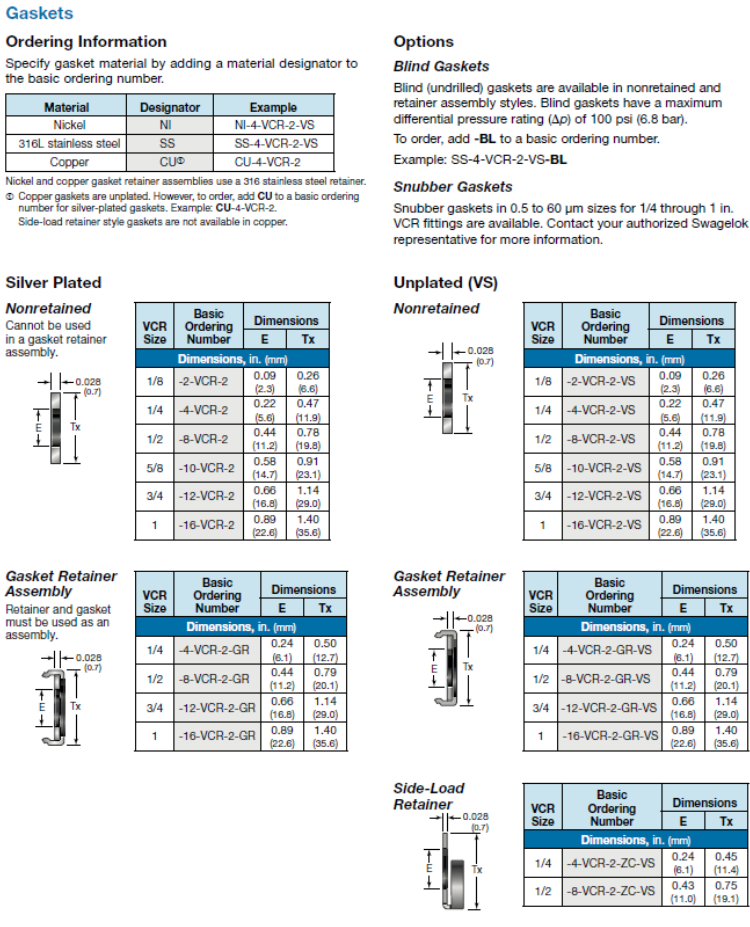 Gaskets
Ordering Information
Specify gasket material by adding a material designator to
the basic ordering number.
Material Designator Example
Nickel NI NI-4-VCR-2-VS
316L stainless steel SS SS-4-VCR-2-VS
Copper CU① CU-4-VCR-2
Nickel and copper gasket retainer assemblies use a 316 stainless steel retainer.
① Copper gaskets are unplated. However, to order, add CU to a basic ordering
number for silver-plated gaskets. Example: CU-4-VCR-2.
Side-load retainer style gaskets are not available in copper.
Options
Blind Gaskets
Blind (undrilled) gaskets are available in nonretained and
retainer assembly styles. Blind gaskets have a maximum
differential pressure rating (Δp) of 100 psi (6.8 bar).
To order, add -BL to a basic ordering number.
Example: SS-4-VCR-2-VS-BL
Snubber Gaskets
Snubber gaskets in 0.5 to 60 µm sizes for 1/4 through 1 in.
VCR fittings are available. Contact your authorized Swagelok
representative for more information.
Silver Plated
Nonretained
Cannot be used
in a gasket retainer
assembly.
0.028
(0.7)
E Tx
VCR Size Basic Ordering Number Dimensions
E Tx
Dimensions, in. (mm)
1/8 -2-VCR-2 0.09 (2.3) 0.26 (6.6)
1/4 -4-VCR-2 0.22 (5.6) 0.47 (11.9)
1/2 -8-VCR-2 0.44 (11.2) 0.78 (19.8)
5/8 -10-VCR-2 0.58 (14.7) 0.91 (23.1)
3/4 -12-VCR-2 0.66 (16.8) 1.14 (29.0)
1 -16-VCR-2 0.89 (22.6) 1.40 (35.6)
Gasket Retainer
Assembly
Retainer and gasket
must be used as an
assembly.
0.028
(0.7)
E Tx
VCR Size Basic Ordering Number Dimensions
E Tx
Dimensions, in. (mm)
1/4 -4-VCR-2-GR 0.24 (6.1) 0.50 (12.7)
1/2 -8-VCR-2-GR 0.44 (11.2) 0.79 (20.1)
3/4 -12-VCR-2-GR 0.66 (16.8) 1.14 (29.0)
1 -16-VCR-2-GR 0.89 (22.6) 1.40 (35.6)
Unplated (VS)
Nonretained
0.028
(0.7)
E Tx
VCR Size Basic Ordering Number Dimensions
E Tx
Dimensions, in. (mm)
1/8 -2-VCR-2-VS 0.09 (2.3) 0.26 (6.6)
1/4 -4-VCR-2-VS 0.22 (5.6) 0.47 (11.9)
1/2 -8-VCR-2-VS 0.44 (11.2) 0.78 (19.8)
5/8 -10-VCR-2-VS 0.58 (14.7) 0.91 (23.1)
3/4 -12-VCR-2-VS 0.66 (16.8) 1.14 (29.0)
1 -16-VCR-2-VS 0.89 (22.6) 1.40 (35.6)
Gasket Retainer
Assembly
0.028
(0.7)
E Tx
VCR Size Basic Ordering Number Dimensions
E Tx
Dimensions, in. (mm)
1/4 -4-VCR-2-GR-VS 0.24 (6.1) 0.50 (12.7)
1/2 -8-VCR-2-GR-VS 0.44 (11.2) 0.79 (20.1)
3/4 -12-VCR-2-GR-VS 0.66 (16.8) 1.14 (29.0)
1 -16-VCR-2-GR-VS 0.89 (22.6) 1.40 (35.6)
Side-Load
Retainer
0.028
(0.7)
E Tx
VCR Size Basic Ordering Number Dimensions
E Tx
Dimensions, in. (mm)
1/4 -4-VCR-2-ZC-VS 0.24 (6.1) 0.45 (11.4)
1/2 -8-VCR-2-ZC-VS 0.43 (11.0) 0.75 (19.1)